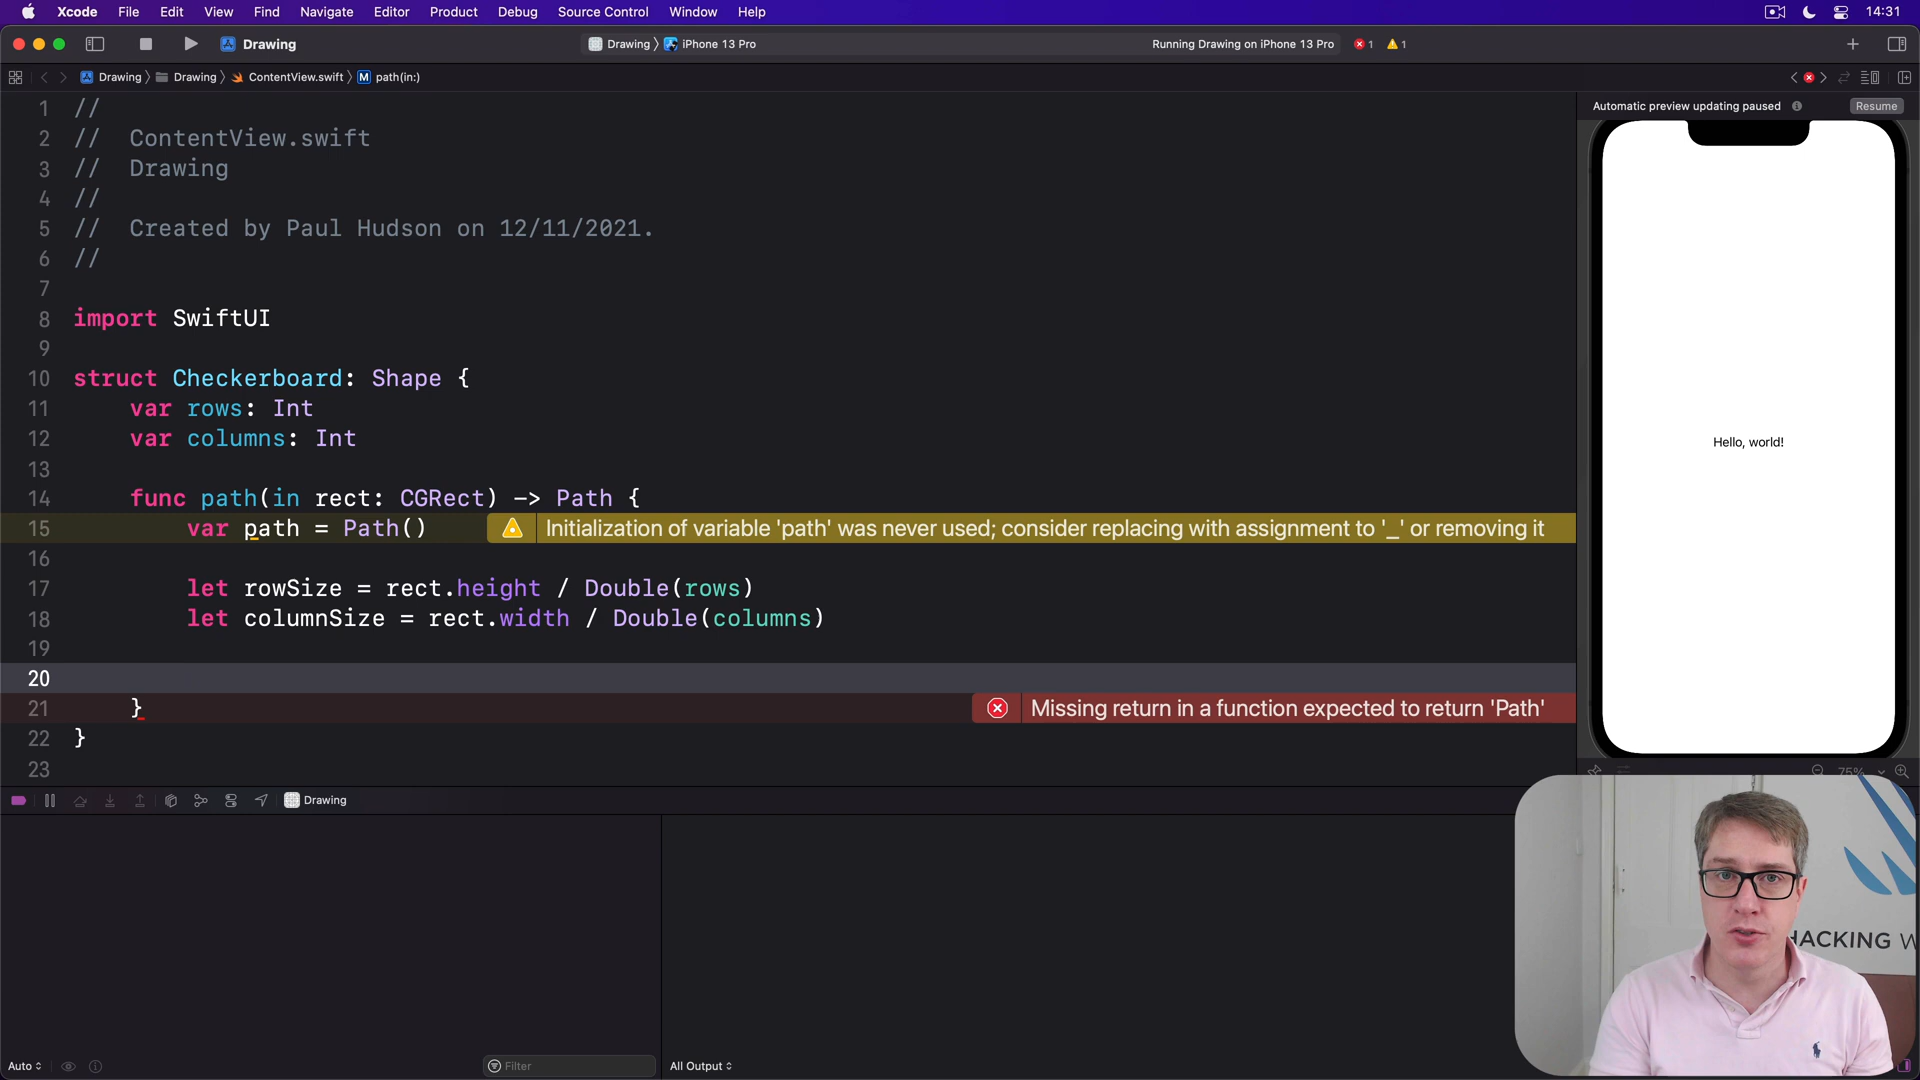 Xcode File Edit View Find Navigate Editor Product Debug Source Control Window Help 14:31
Drawing Drawing 〉 iPhone 13 Pro Running Drawing on iPhone 13 Pro 1 1
Drawing 〉 Drawing 〉 ContentView.swift 〉 M path(in:)
Automatic preview updating paused Resume
1 //
2 //  ContentView.swift
3 //  Drawing
4 //
5 //  Created by Paul Hudson on 12/11/2021.
6 //
7
8 import SwiftUI
9
10 struct Checkerboard: Shape {
11     var rows: Int
12     var columns: Int
13
14     func path(in rect: CGRect) -> Path {
15         var path = Path() Initialization of variable 'path' was never used; consider replacing with assignment to '_' or removing it
16
17         let rowSize = rect.height / Double(rows)
18         let columnSize = rect.width / Double(columns)
19
20
21     } Missing return in a function expected to return 'Path'
22 }
23
Hello, world!
75%
Drawing
HACKING W
Auto Filter All Output